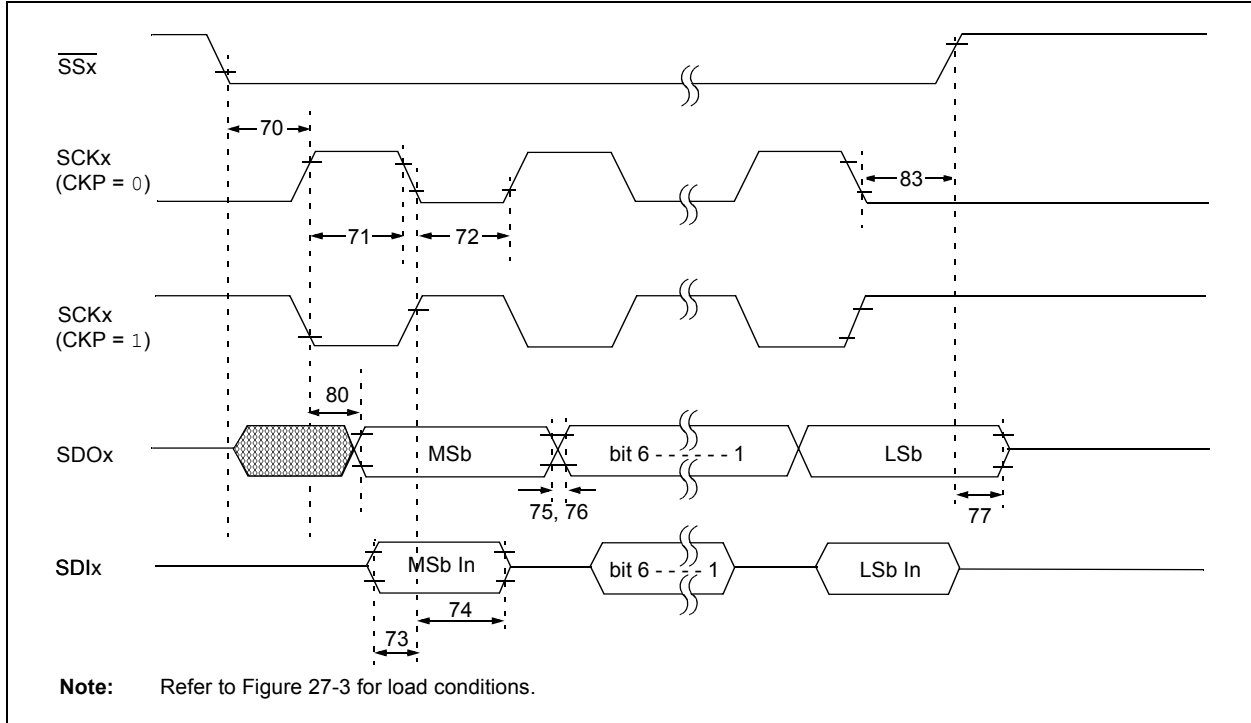 SSx
70
SCKx
(CKP = 0)
83
71
72
SCKx
(CKP = 1)
80
SDOx
MSb
bit 6 - - - - - - 1
LSb
75, 76
77
SDIx
MSb In
bit 6 - - - - 1
LSb In
74
73
Note: Refer to Figure 27-3 for load conditions.